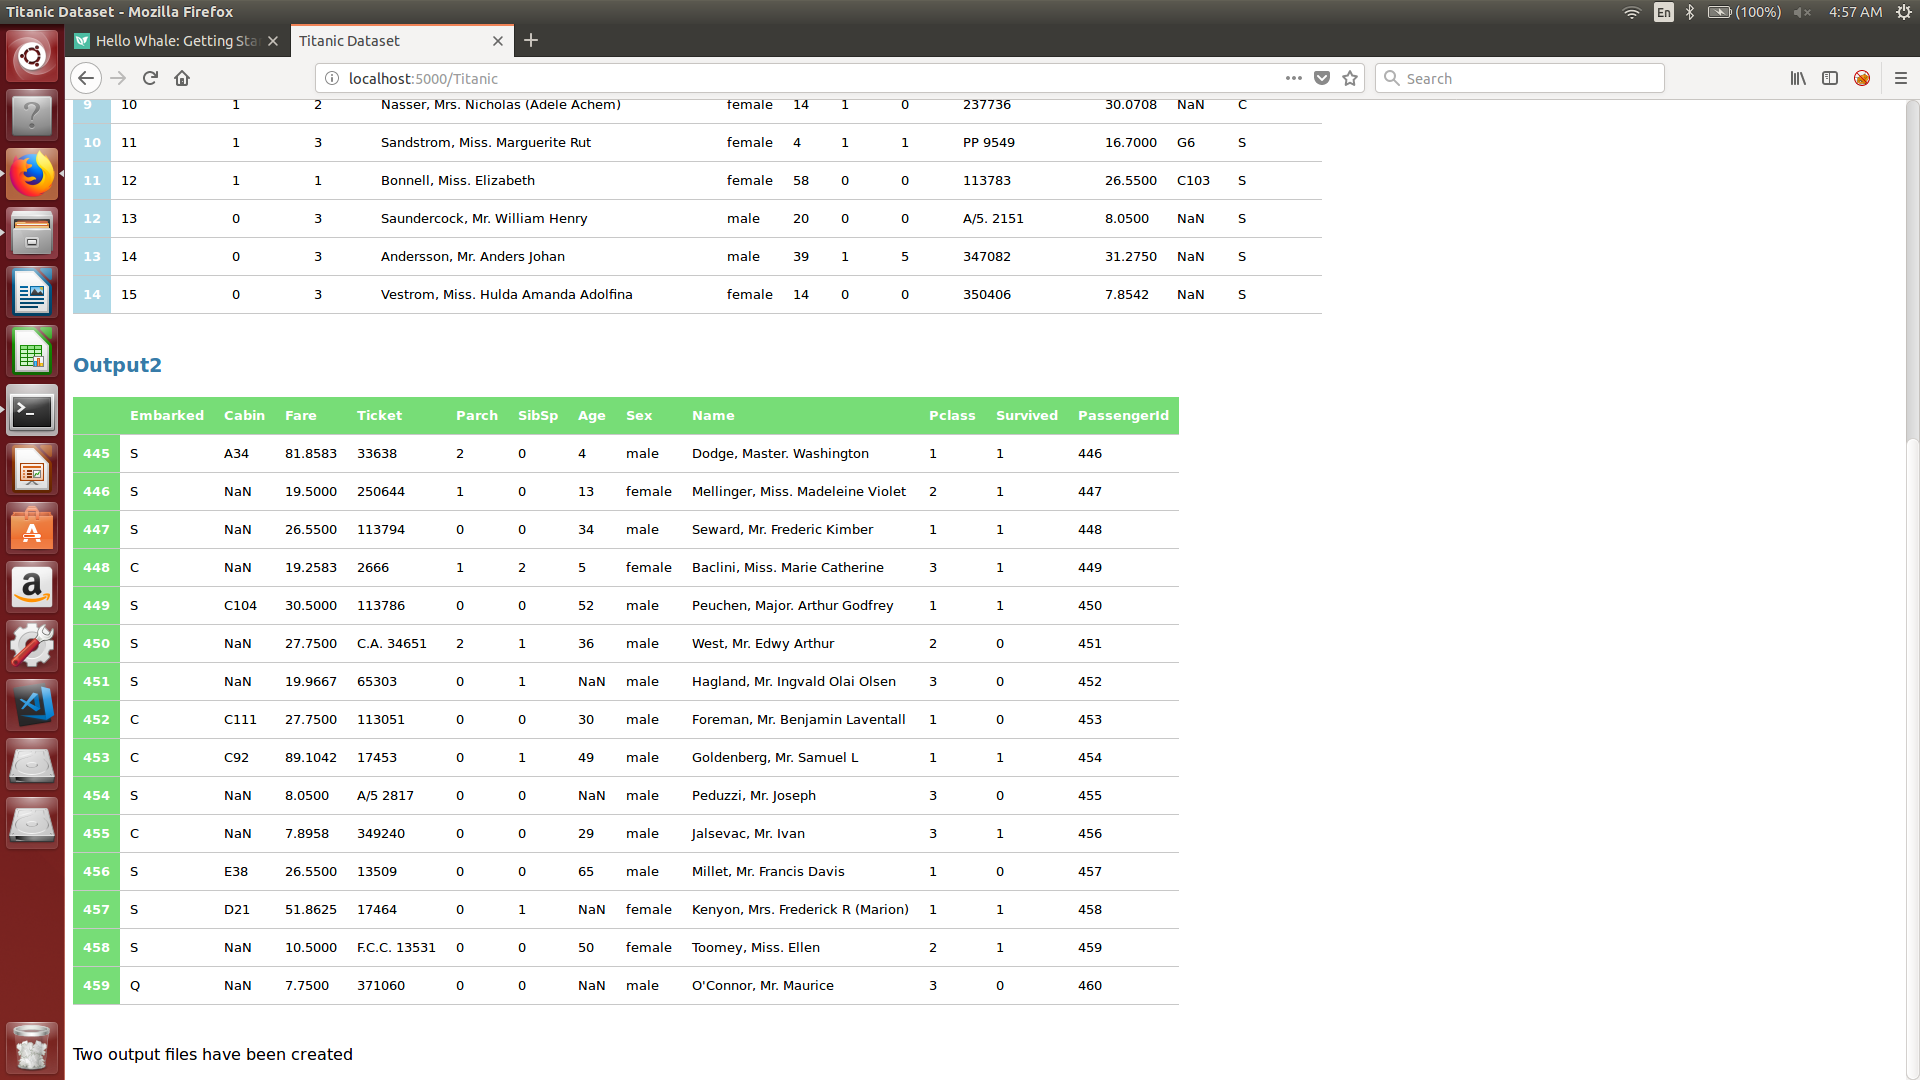 Titanic Dataset - Mozilla Firefox
En (100%) 4:57 AM
Hello Whale: Getting Sta
Titanic Dataset
localhost:5000/Titanic
Search
9 10 1 2 Nasser, Mrs. Nicholas (Adele Achem) female 14 1 0 237736 30.0708 NaN C
10 11 1 3 Sandstrom, Miss. Marguerite Rut female 4 1 1 PP 9549 16.7000 G6 S
11 12 1 1 Bonnell, Miss. Elizabeth female 58 0 0 113783 26.5500 C103 S
12 13 0 3 Saundercock, Mr. William Henry male 20 0 0 A/5. 2151 8.0500 NaN S
13 14 0 3 Andersson, Mr. Anders Johan male 39 1 5 347082 31.2750 NaN S
14 15 0 3 Vestrom, Miss. Hulda Amanda Adolfina female 14 0 0 350406 7.8542 NaN S
Output2
Embarked Cabin Fare Ticket Parch SibSp Age Sex Name Pclass Survived PassengerId
445 S A34 81.8583 33638 2 0 4 male Dodge, Master. Washington 1 1 446
446 S NaN 19.5000 250644 1 0 13 female Mellinger, Miss. Madeleine Violet 2 1 447
447 S NaN 26.5500 113794 0 0 34 male Seward, Mr. Frederic Kimber 1 1 448
448 C NaN 19.2583 2666 1 2 5 female Baclini, Miss. Marie Catherine 3 1 449
449 S C104 30.5000 113786 0 0 52 male Peuchen, Major. Arthur Godfrey 1 1 450
450 S NaN 27.7500 C.A. 34651 2 1 36 male West, Mr. Edwy Arthur 2 0 451
451 S NaN 19.9667 65303 0 1 NaN male Hagland, Mr. Ingvald Olai Olsen 3 0 452
452 C C111 27.7500 113051 0 0 30 male Foreman, Mr. Benjamin Laventall 1 0 453
453 C C92 89.1042 17453 0 1 49 male Goldenberg, Mr. Samuel L 1 1 454
454 S NaN 8.0500 A/5 2817 0 0 NaN male Peduzzi, Mr. Joseph 3 0 455
455 C NaN 7.8958 349240 0 0 29 male Jalsevac, Mr. Ivan 3 1 456
456 S E38 26.5500 13509 0 0 65 male Millet, Mr. Francis Davis 1 0 457
457 S D21 51.8625 17464 0 1 NaN female Kenyon, Mrs. Frederick R (Marion) 1 1 458
458 S NaN 10.5000 F.C.C. 13531 0 0 50 female Toomey, Miss. Ellen 2 1 459
459 Q NaN 7.7500 371060 0 0 NaN male O'Connor, Mr. Maurice 3 0 460
Two output files have been created